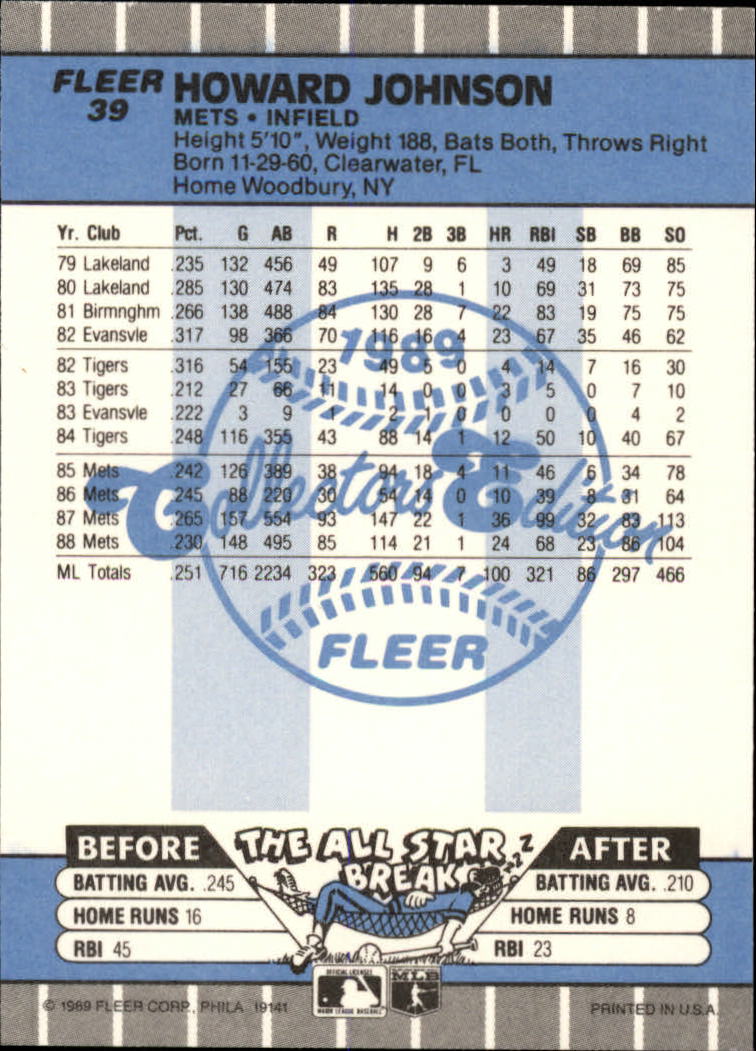 FLEER HOWARD JOHNSON
39
METS • INFIELD
Height 5'10", Weight 188, Bats Both, Throws Right
Born 11-29-60, Clearwater, FL
Home Woodbury, NY
Yr. Club Pct. G AB R H 2B 3B HR RBI SB BB SO
79 Lakeland .235 132 456 49 107 9 6 3 49 18 69 85
80 Lakeland .285 130 474 83 135 28 1 10 69 31 73 75
81 Birmnghm .266 138 488 84 130 28 7 22 83 19 75 75
82 Evansvle .317 98 366 70 116 16 4 23 67 35 46 62
82 Tigers .316 54 155 23 49 5 0 4 14 7 16 30
83 Tigers .212 27 66 11 14 0 0 3 5 0 7 10
83 Evansvle .222 3 9 2 1 0 0 0 0 4 2
84 Tigers .248 116 355 43 88 14 1 12 50 10 40 67
85 Mets .242 126 389 38 94 18 4 11 46 6 34 78
86 Mets .245 88 220 30 54 14 0 10 39 8 31 64
87 Mets .265 157 554 93 147 22 1 36 99 32 83 113
88 Mets .230 148 495 85 114 21 1 24 68 23 86 104
ML Totals .251 716 2234 323 560 94 7 100 321 86 297 466
1989
Collectors Edition
FLEER
BEFORE THE ALL STAR BREAK ZZZZ AFTER
BATTING AVG. .245 BATTING AVG. .210
HOME RUNS 16 HOME RUNS 8
RBI 45 RBI 23
OFFICIAL LICENSEE
MAJOR LEAGUE BASEBALL
MLB
© 1989 FLEER CORP., PHILA 19141 PRINTED IN U.S.A.